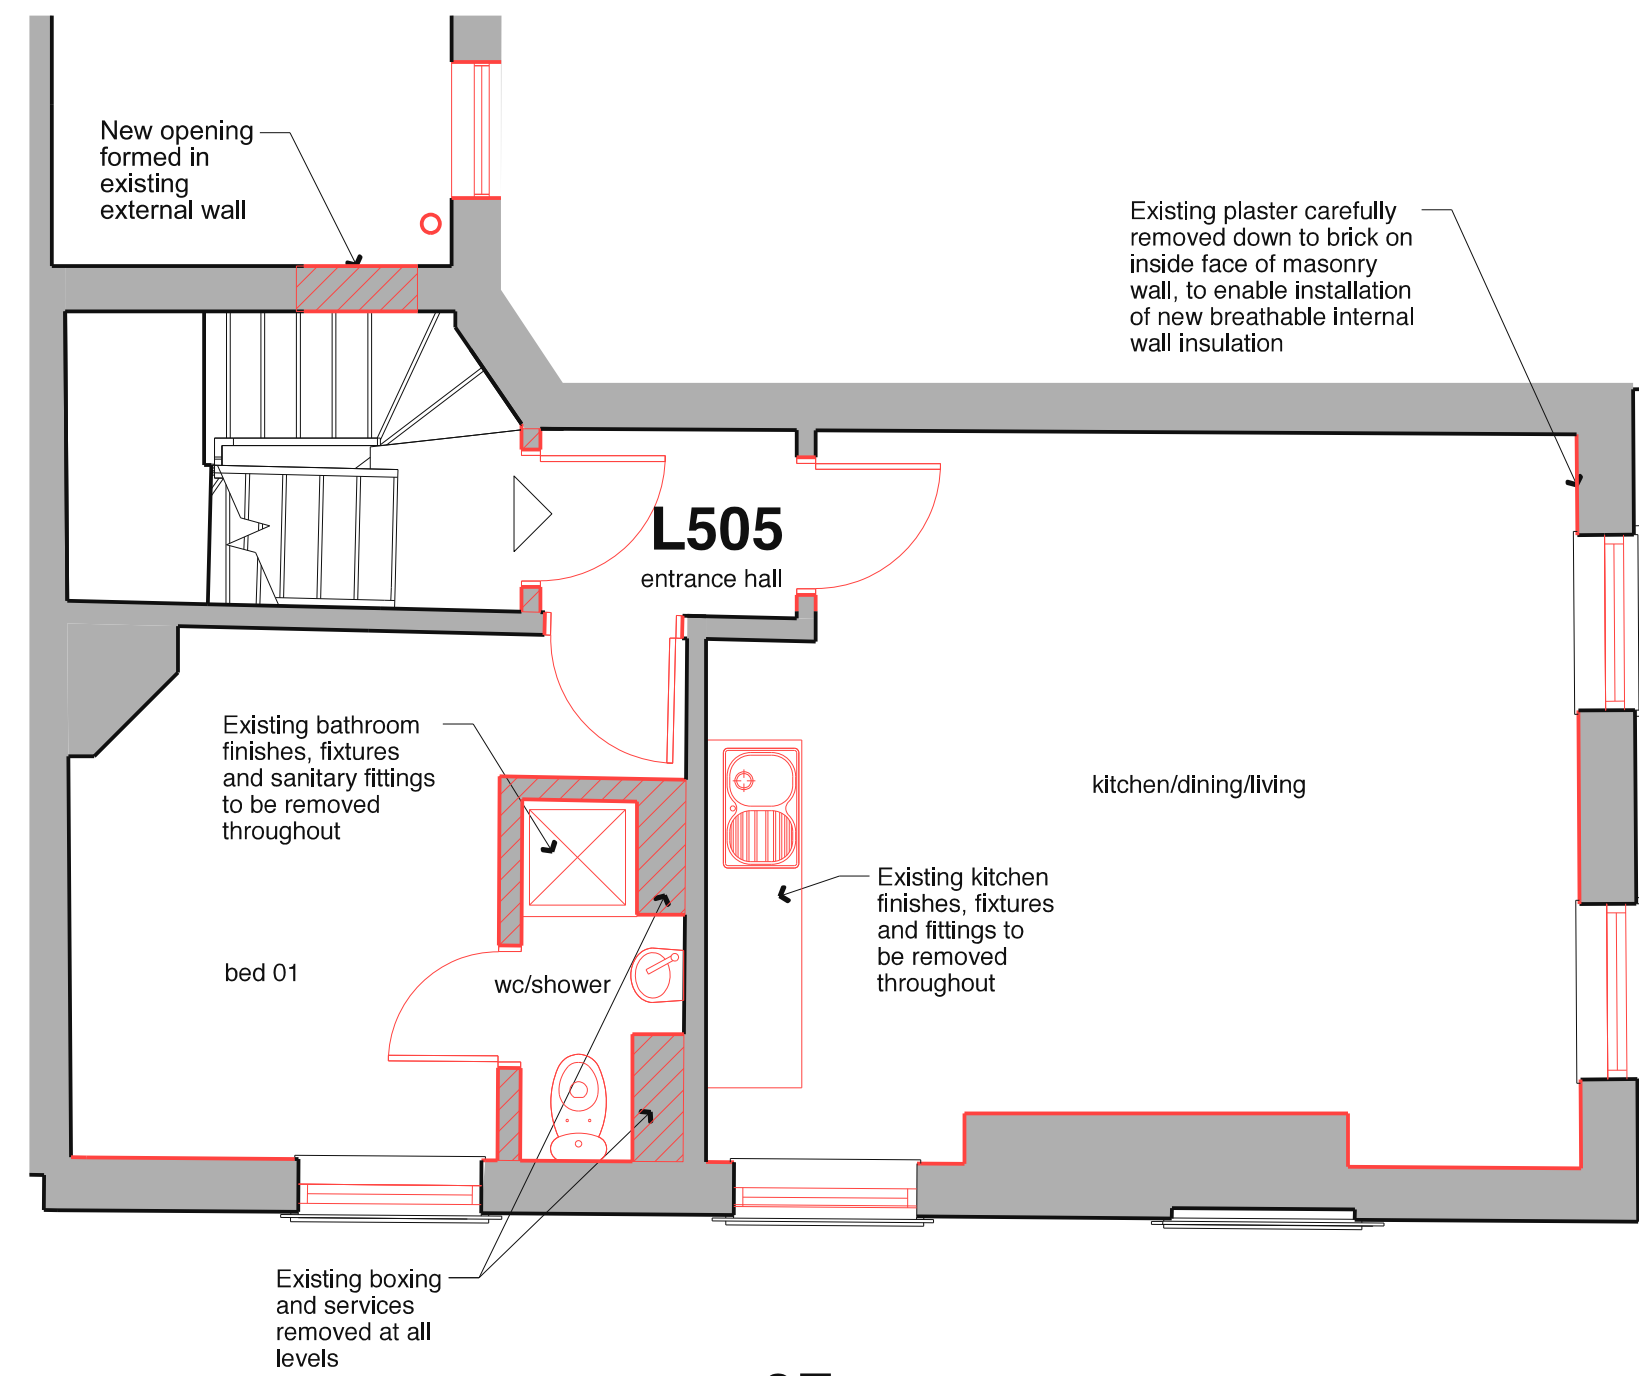 New opening
formed in
existing
external wall
Existing plaster carefully
removed down to brick on
inside face of masonry
wall, to enable installation
of new breathable internal
wall insulation
L505
entrance hall
Existing bathroom
finishes, fixtures
and sanitary fittings
to be removed
throughout
kitchen/dining/living
Existing kitchen
finishes, fixtures
and fittings to
be removed
throughout
bed 01
wc/shower
Existing boxing
and services
removed at all
levels